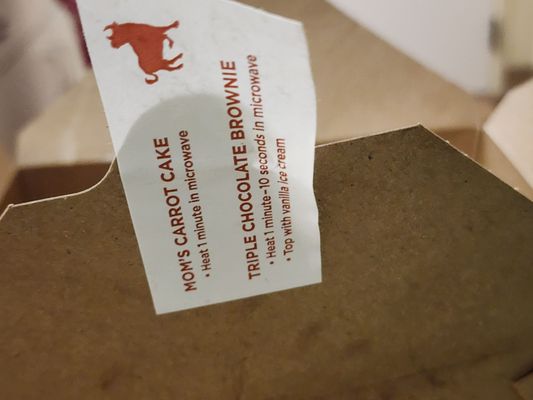 MOM'S CARROT CAKE
• Heat 1 minute in microwave
TRIPLE CHOCOLATE BROWNIE
• Heat 1 minute-10 seconds in microwave
• Top with vanilla ice cream